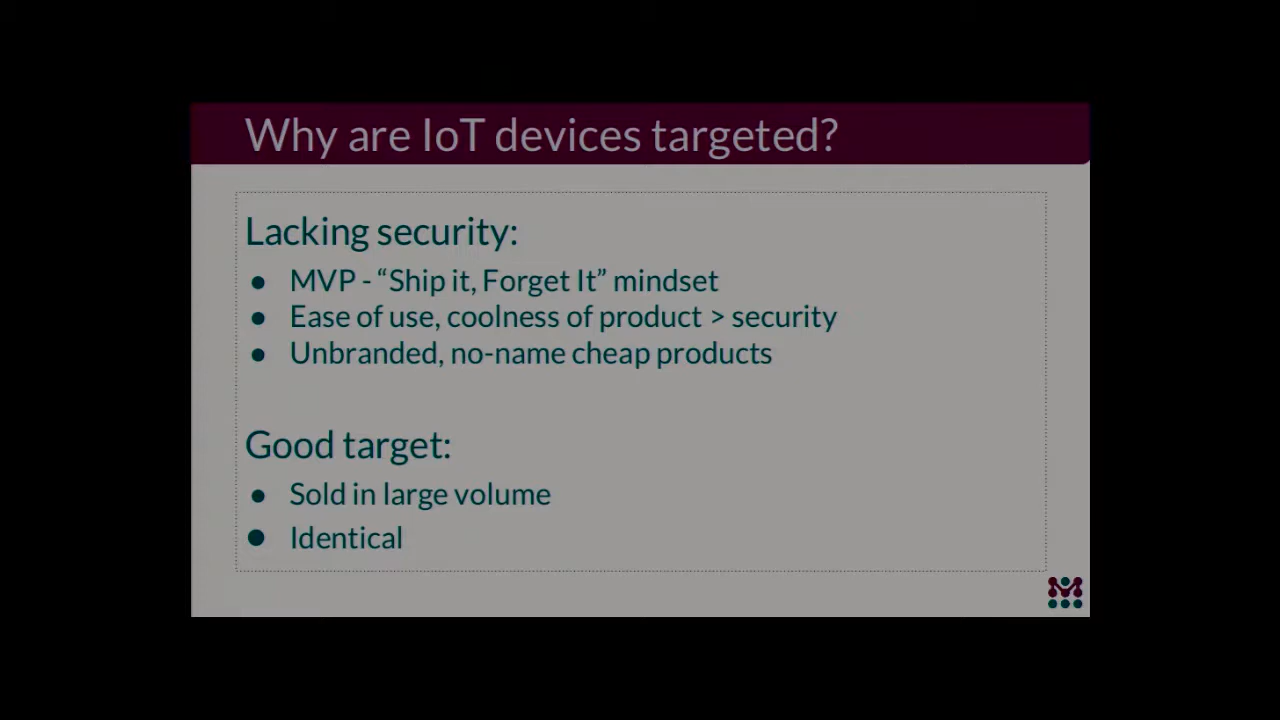 Why are IoT devices targeted?
Lacking security:
● MVP - “Ship it, Forget It” mindset
● Ease of use, coolness of product > security
● Unbranded, no-name cheap products
Good target:
● Sold in large volume
● Identical